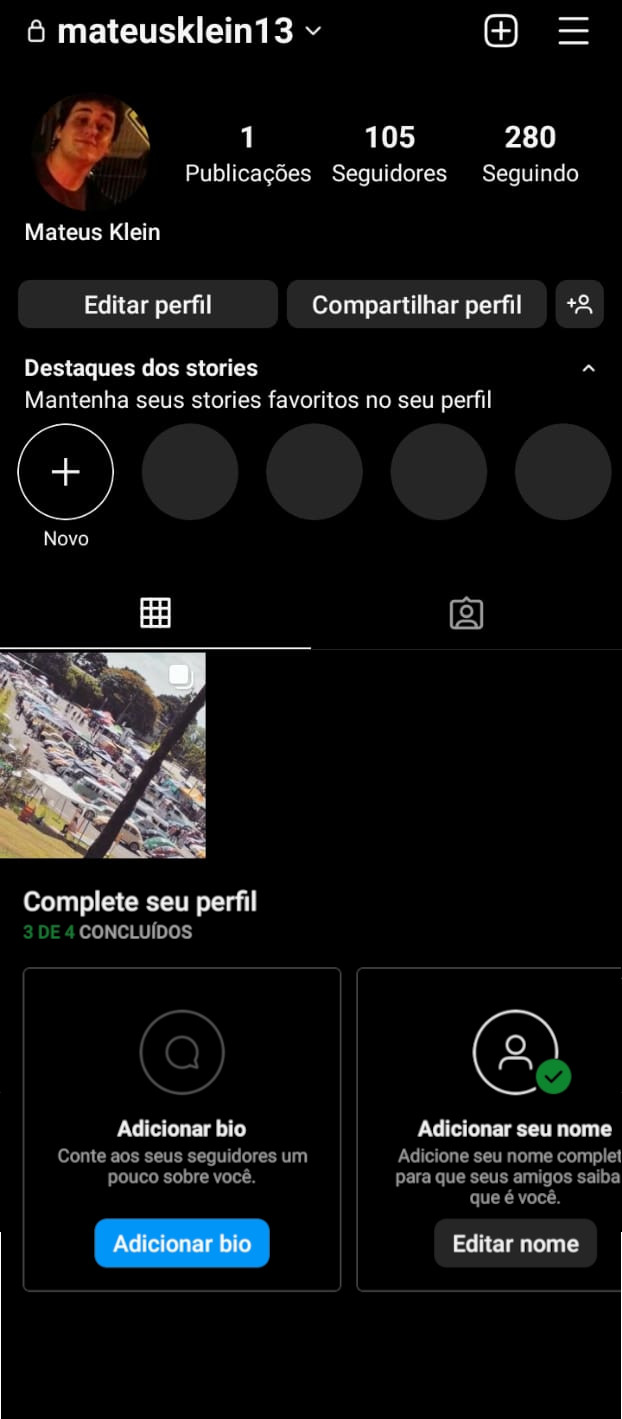 mateusklein13
1 105 280
Publicações Seguidores Seguindo
Mateus Klein
Editar perfil Compartilhar perfil
Destaques dos stories
Mantenha seus stories favoritos no seu perfil
Novo
Complete seu perfil
3 DE 4 CONCLUÍDOS
Adicionar bio
Conte aos seus seguidores um
pouco sobre você.
Adicionar bio
Adicionar seu nome
Adicione seu nome complet
para que seus amigos saiba
que é você.
Editar nome